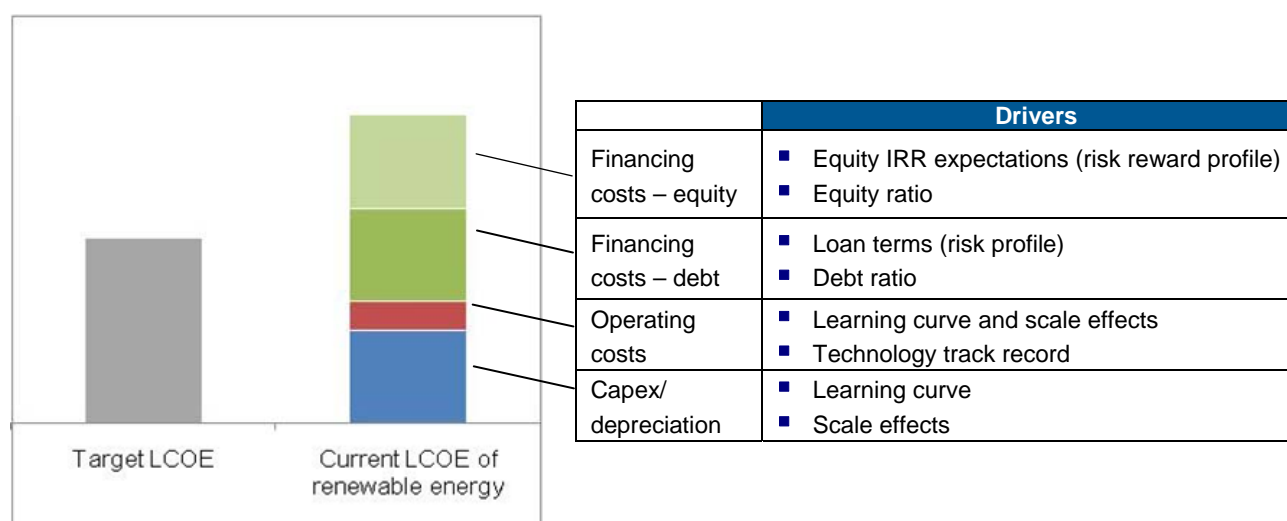 Drivers
Financing
costs – equity
■ Equity IRR expectations (risk reward profile)
■ Equity ratio
Financing
costs – debt
■ Loan terms (risk profile)
■ Debt ratio
Operating
costs
■ Learning curve and scale effects
■ Technology track record
Capex/
depreciation
■ Learning curve
■ Scale effects
Target LCOE
Current LCOE of
renewable energy